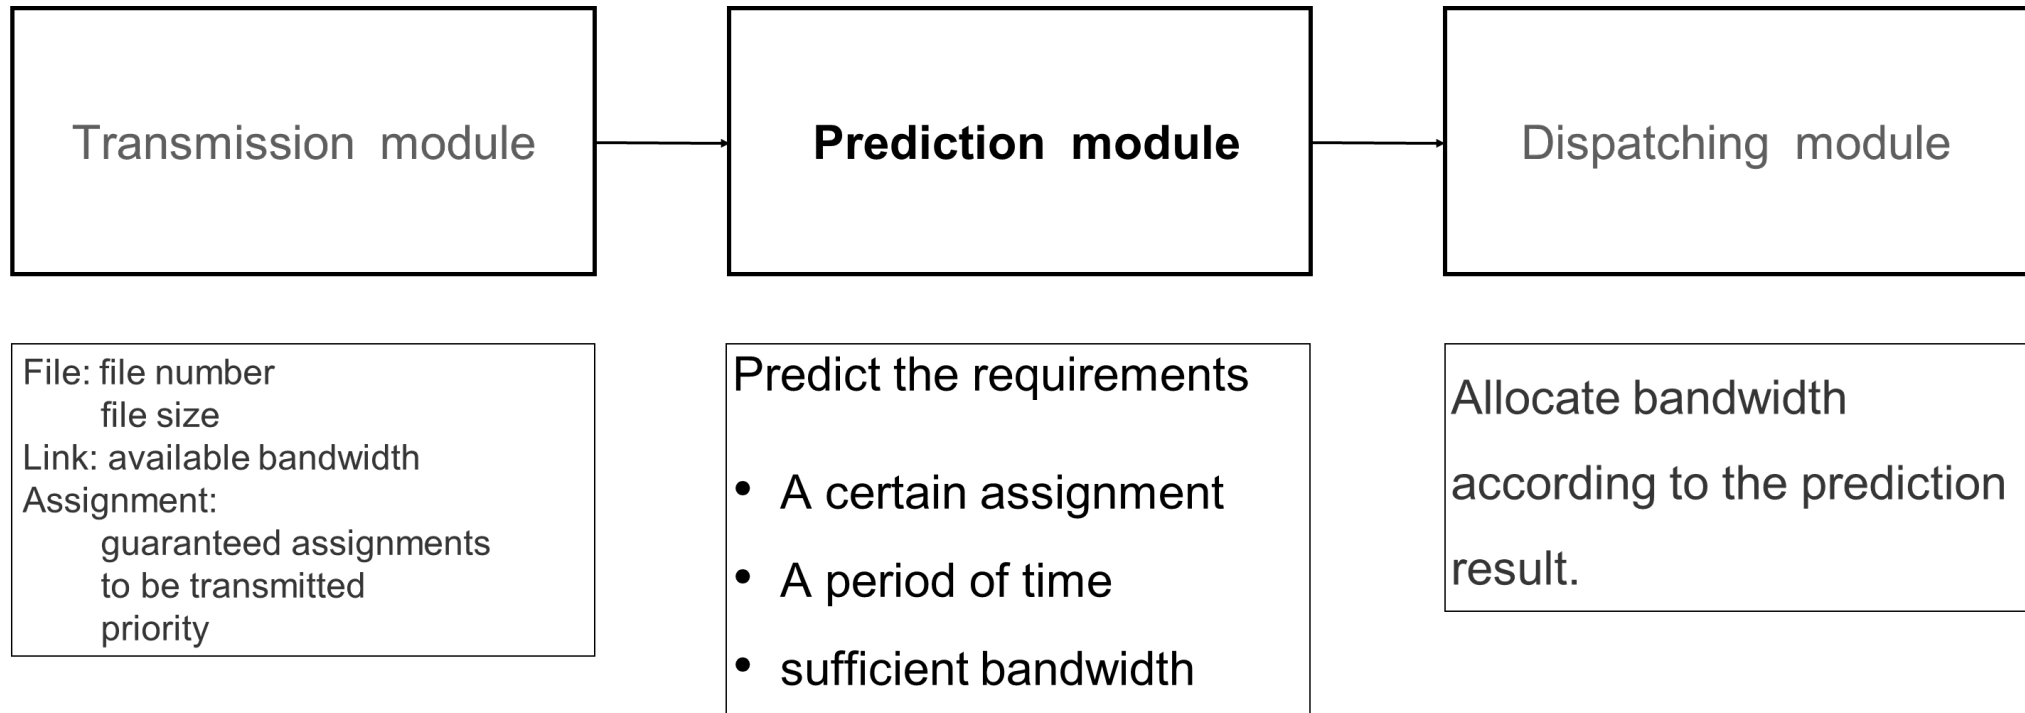 Transmission module
Prediction module
Dispatching module
File: file number
file size
Link: available bandwidth
Assignment:
guaranteed assignments
to be transmitted
priority
Predict the requirements
• A certain assignment
• A period of time
• sufficient bandwidth
Allocate bandwidth
according to the prediction
result.